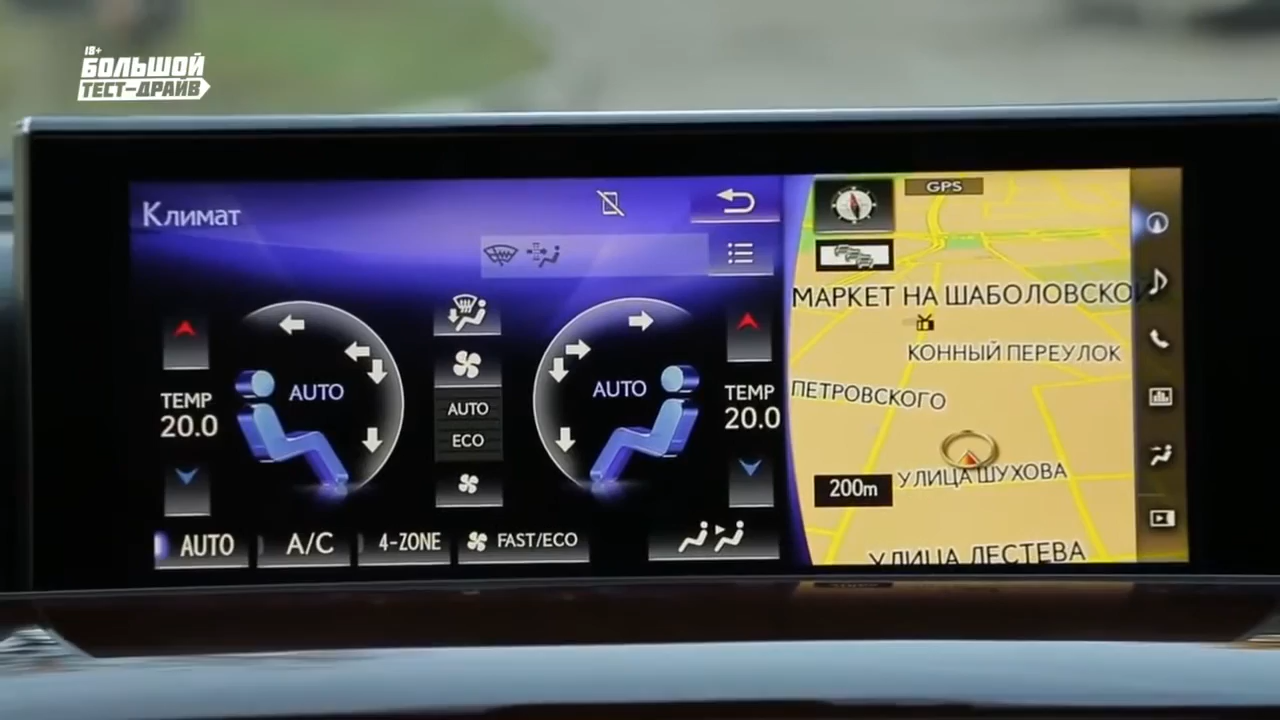 18+
БОЛЬШОЙ
ТЕСТ-ДРАЙВ
Климат
GPS
МАРКЕТ НА ШАБОЛОВСКО
КОННЫЙ ПЕРЕУЛОК
ПЕТРОВСКОГО
УЛИЦА ШУХОВА
200m
УЛИЦА ЛЕСТЕВА
TEMP
20.0
AUTO
AUTO
ECO
AUTO
TEMP
20.0
AUTO
A/C
4-ZONE
FAST/ECO